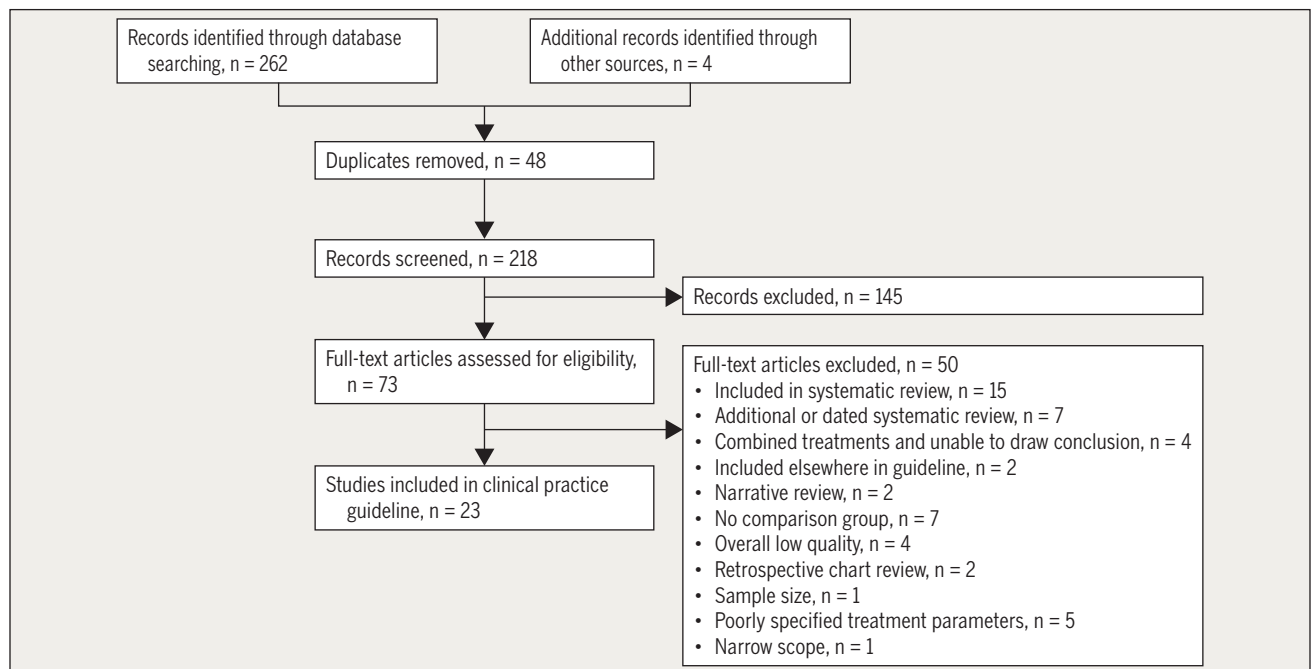 Records identified through database
searching, n = 262
Additional records identified through
other sources, n = 4
Duplicates removed, n = 48
Records screened, n = 218
Records excluded, n = 145
Full-text articles assessed for eligibility,
n = 73
Full-text articles excluded, n = 50
• Included in systematic review, n = 15
• Additional or dated systematic review, n = 7
• Combined treatments and unable to draw conclusion, n = 4
• Included elsewhere in guideline, n = 2
• Narrative review, n = 2
• No comparison group, n = 7
• Overall low quality, n = 4
• Retrospective chart review, n = 2
• Sample size, n = 1
• Poorly specified treatment parameters, n = 5
• Narrow scope, n = 1
Studies included in clinical practice
guideline, n = 23